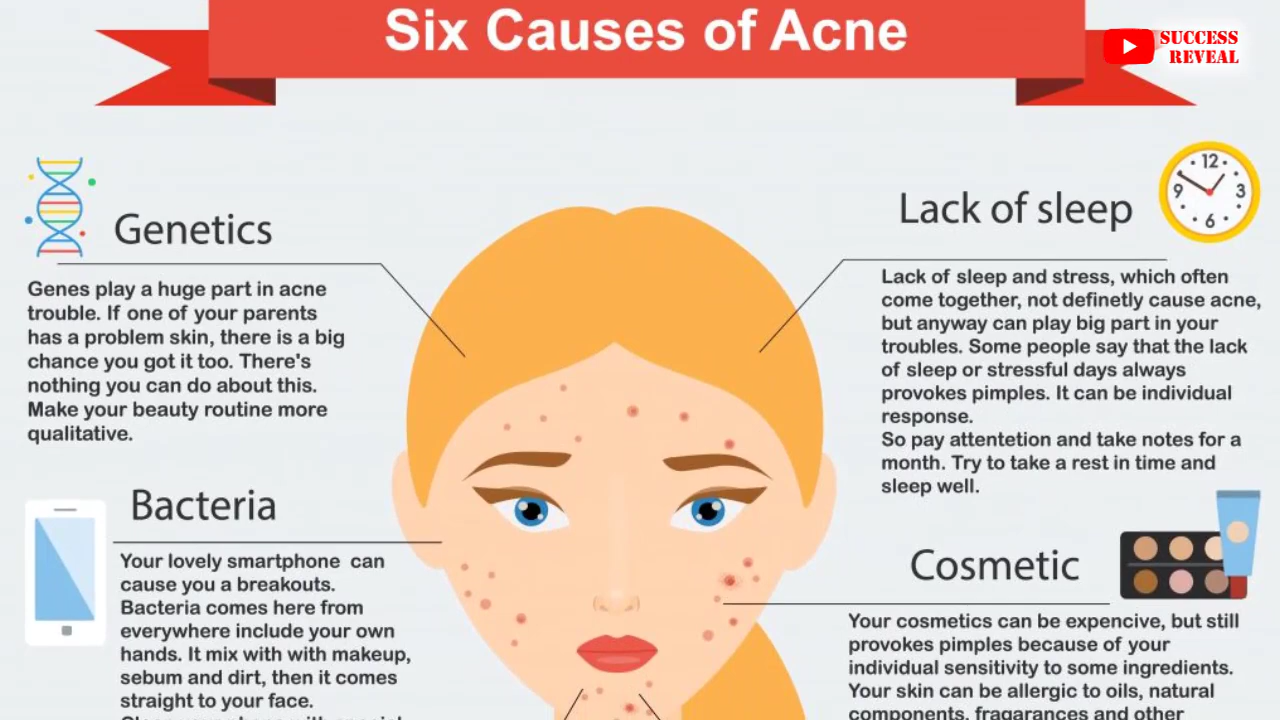 Six Causes of Acne
SUCCESS
REVEAL
Genetics
Genes play a huge part in acne
trouble. If one of your parents
has a problem skin, there is a big
chance you got it too. There's
nothing you can do about this.
Make your beauty routine more
qualitative.
Lack of sleep
12
3
6
9
Lack of sleep and stress, which often
come together, not definetly cause acne,
but anyway can play big part in your
troubles. Some people say that the lack
of sleep or stressful days always
provokes pimples. It can be individual
response.
So pay attentetion and take notes for a
month. Try to take a rest in time and
sleep well.
Bacteria
Your lovely smartphone can
cause you a breakouts.
Bacteria comes here from
everywhere include your own
hands. It mix with with makeup,
sebum and dirt, then it comes
straight to your face.
Cosmetic
Your cosmetics can be expencive, but still
provokes pimples because of your
individual sensitivity to some ingredients.
Your skin can be allergic to oils, natural
components, fragarances and other